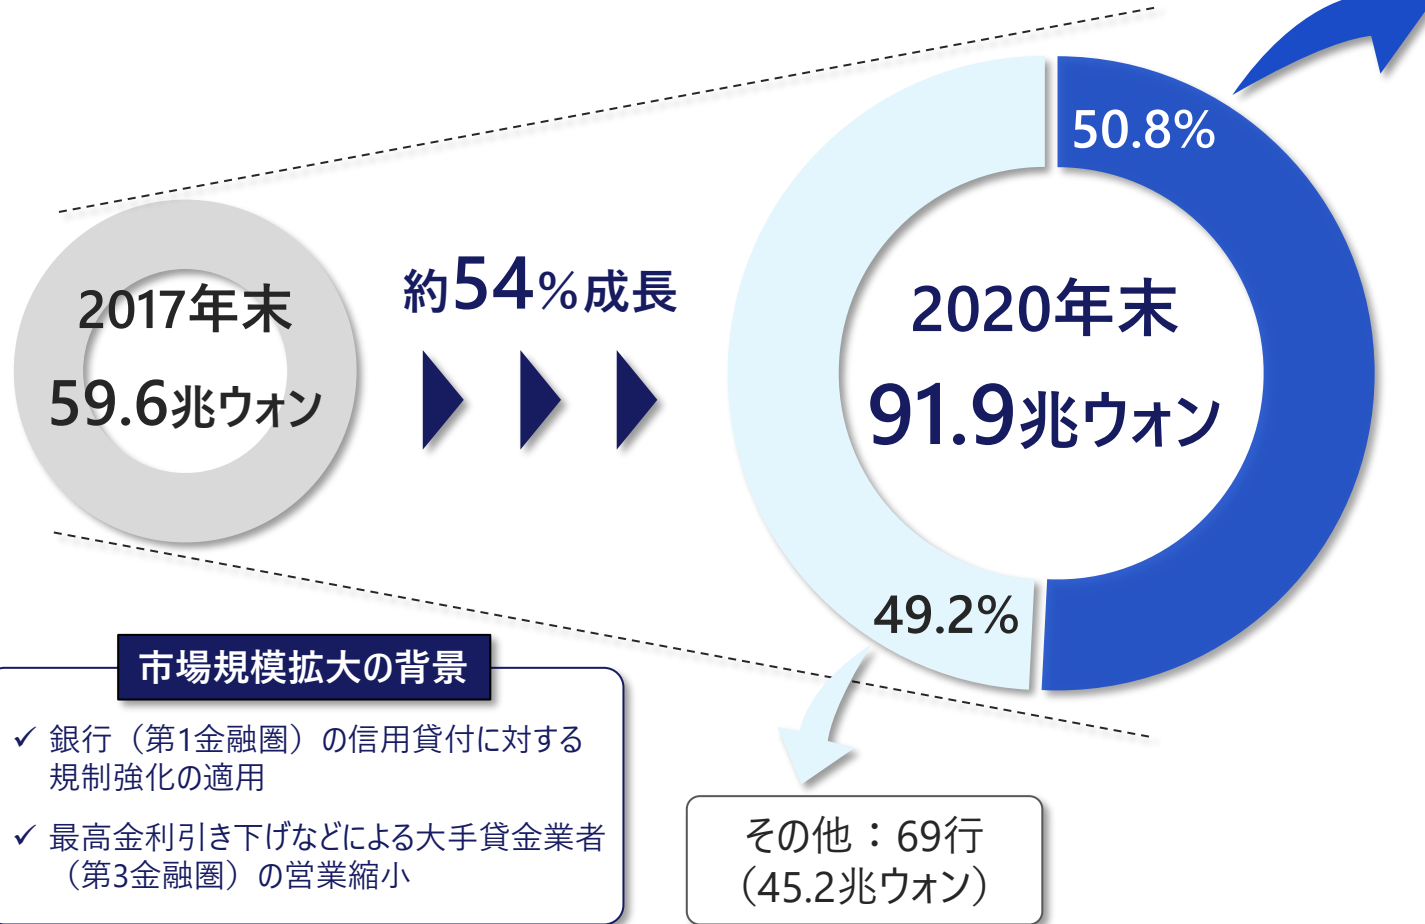 50.8%
2017年末
59.6兆ウォン
約54%成長
2020年末
91.9兆ウォン
49.2%
市場規模拡大の背景
✓ 銀行（第1金融圏）の信用貸付に対する
規制強化の適用
✓ 最高金利引き下げなどによる大手貸金業者
（第3金融圏）の営業縮小
その他：69行
（45.2兆ウォン）